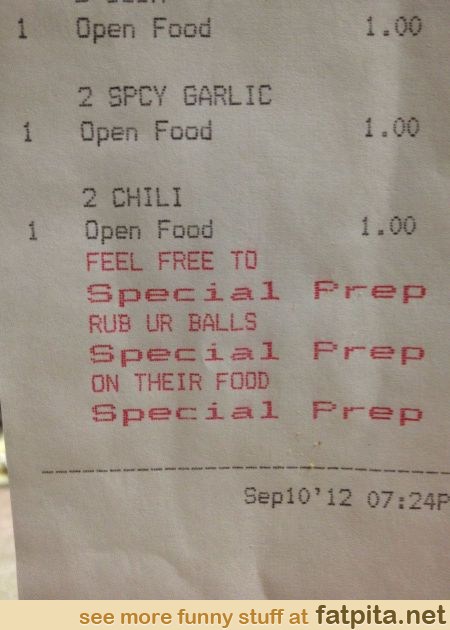 1 Open Food 1.00
2 SPCY GARLIC
1 Open Food 1.00
2 CHILI
1 Open Food 1.00
FEEL FREE TO
Special Prep
RUB UR BALLS
Special Prep
ON THEIR FOOD
Special Prep
Sep10'12 07:24P
see more funny stuff at fatpita.net